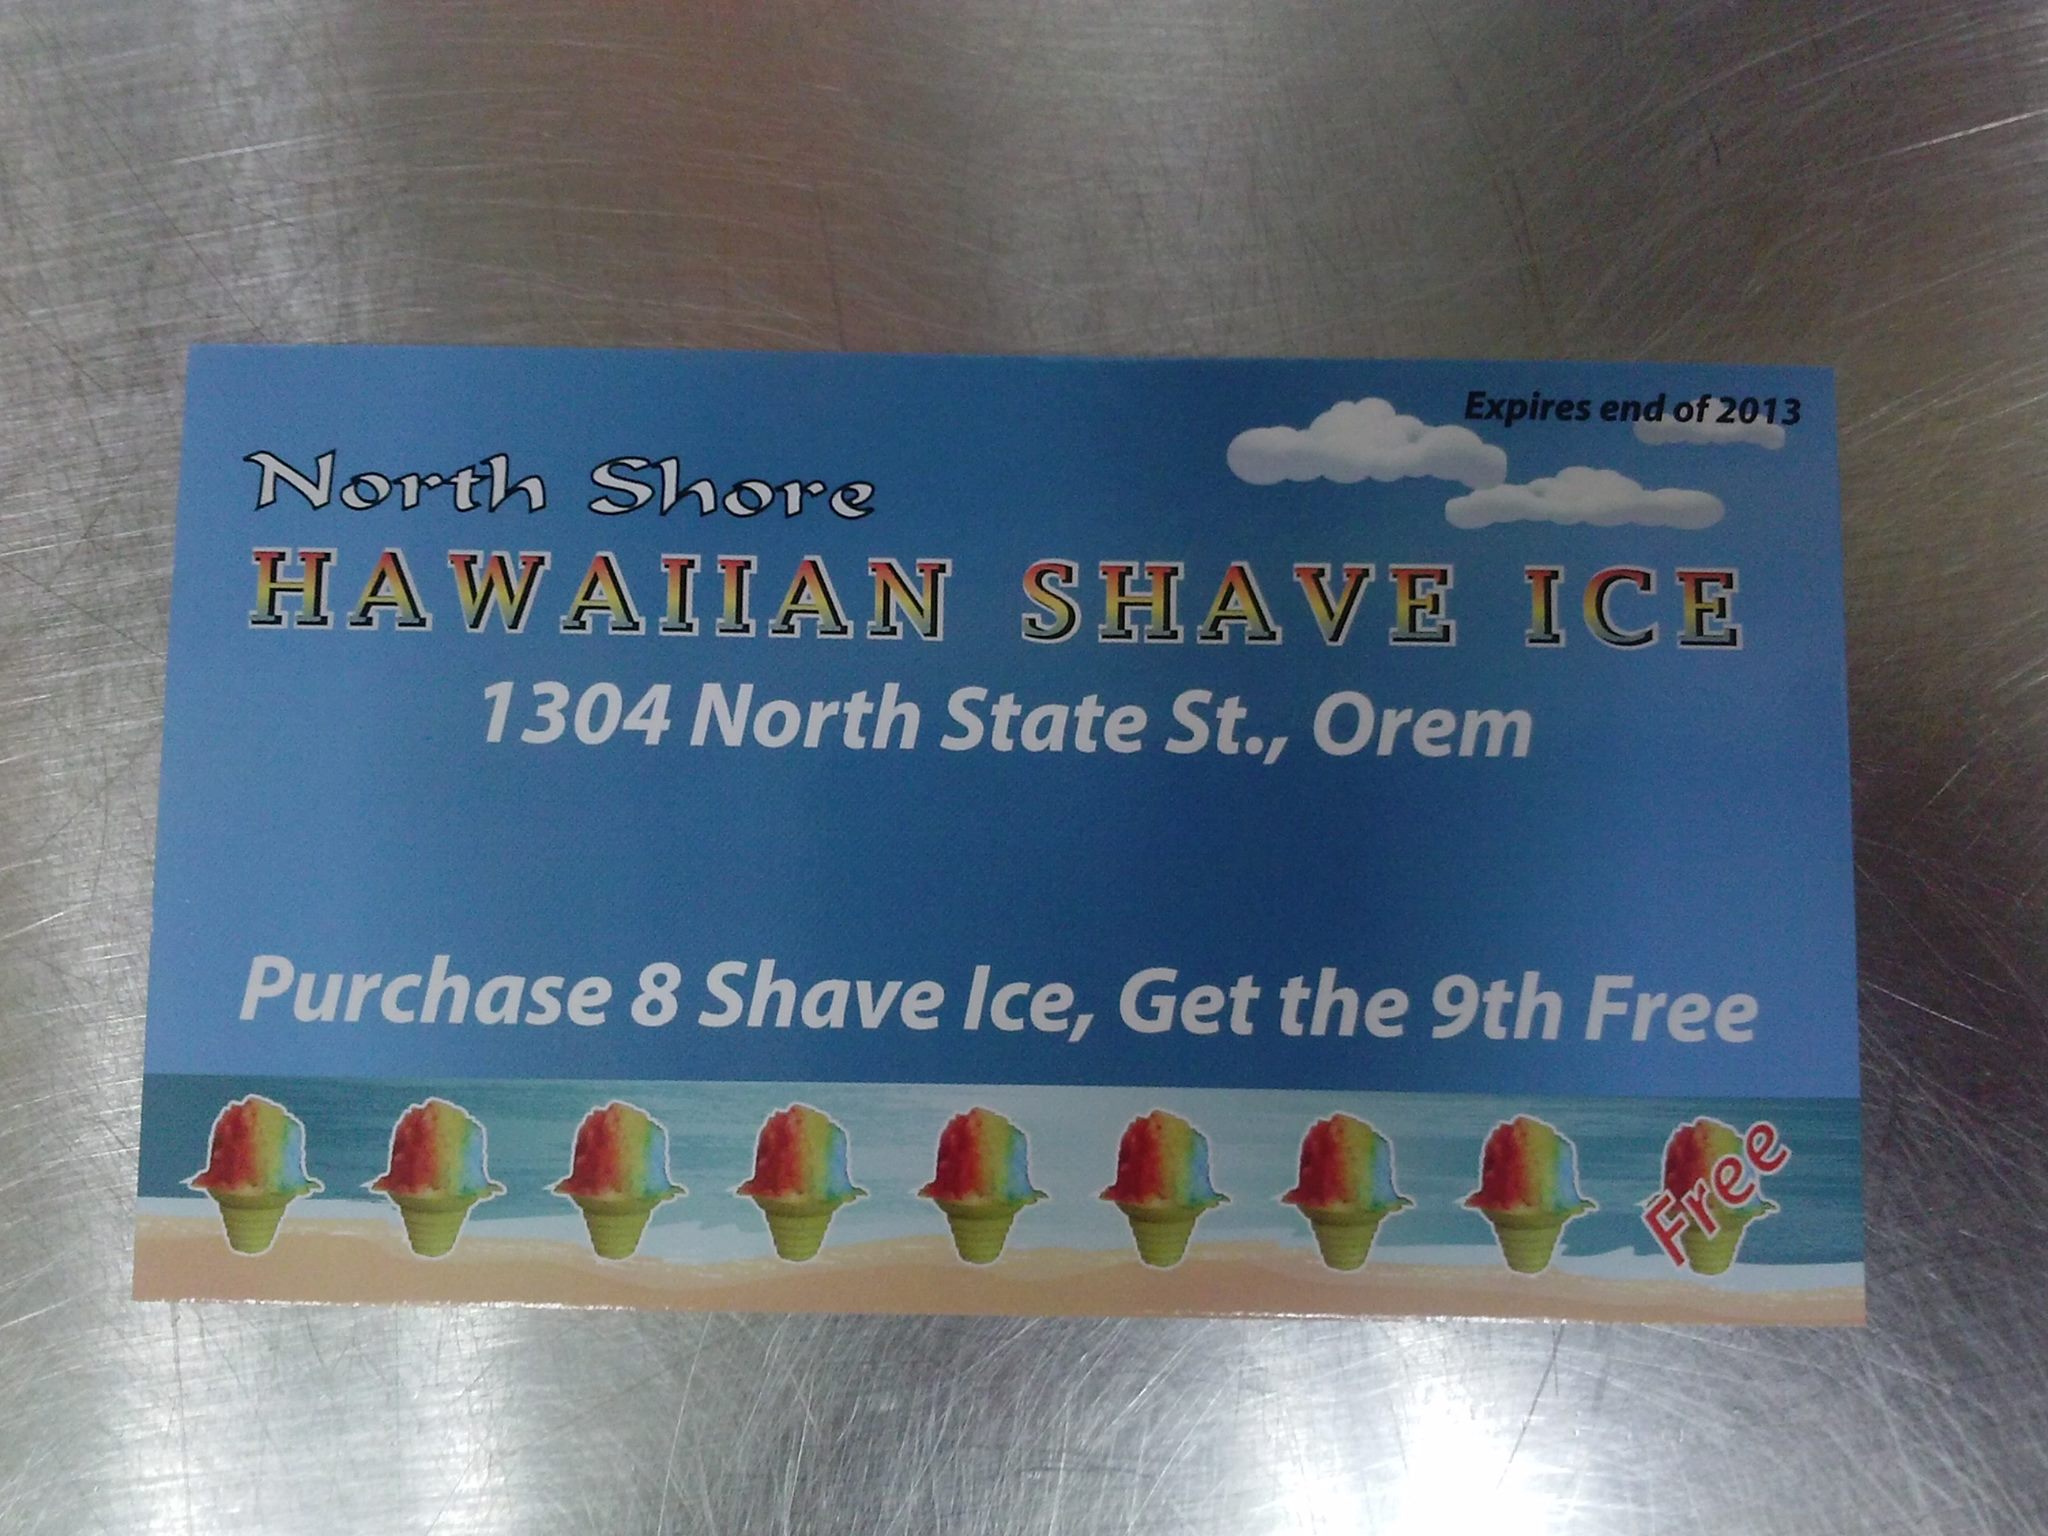 Expires end of 2013
North Shore
HAWAIIAN SHAVE ICE
1304 North State St., Orem
Purchase 8 Shave Ice, Get the 9th Free
Free